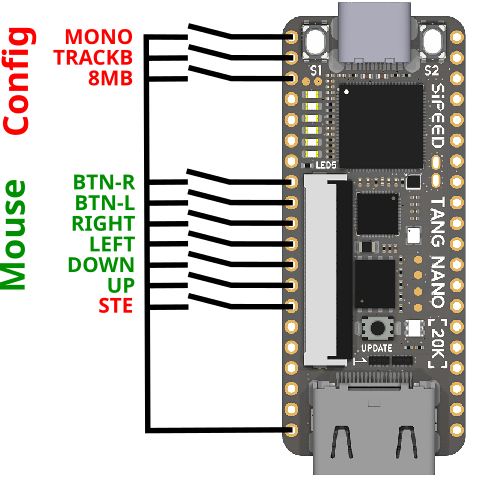 Config
MONO
TRACKB
8MB
Mouse
BTN-R
BTN-L
RIGHT
LEFT
DOWN
UP
STE
S1
S2
SiPEED
LED5
TANG NANO
20K
UPDATE
1